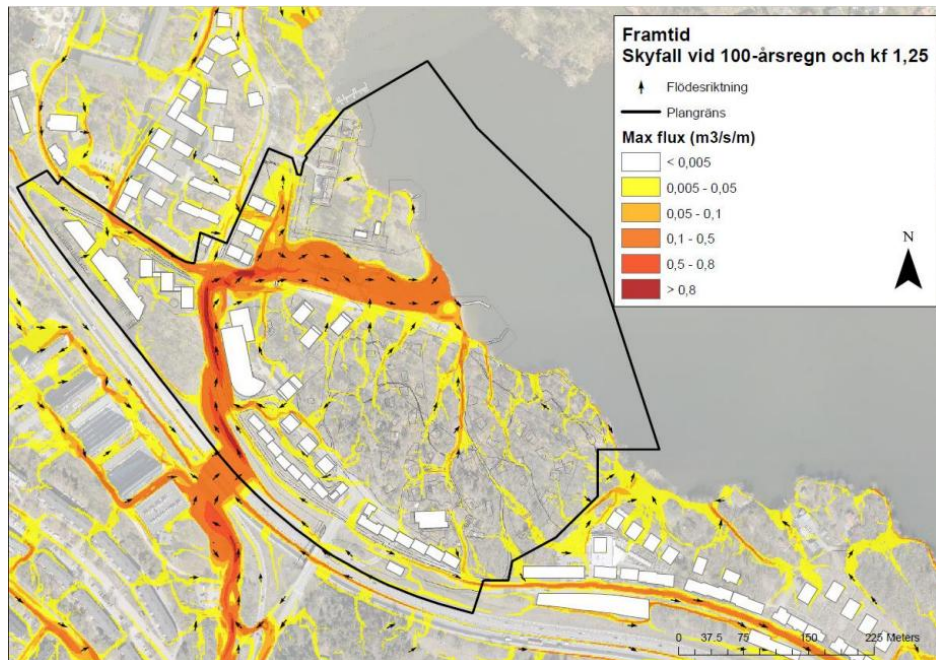 Framtid
Skyfall vid 100-årsregn och kf 1,25
Flödesriktning
Plangräns
Max flux (m3/s/m)
< 0,005
0,005 - 0,05
0,05 - 0,1
0,1 - 0,5
0,5 - 0,8
> 0,8
N
0 37.5 75 150 225 Meters